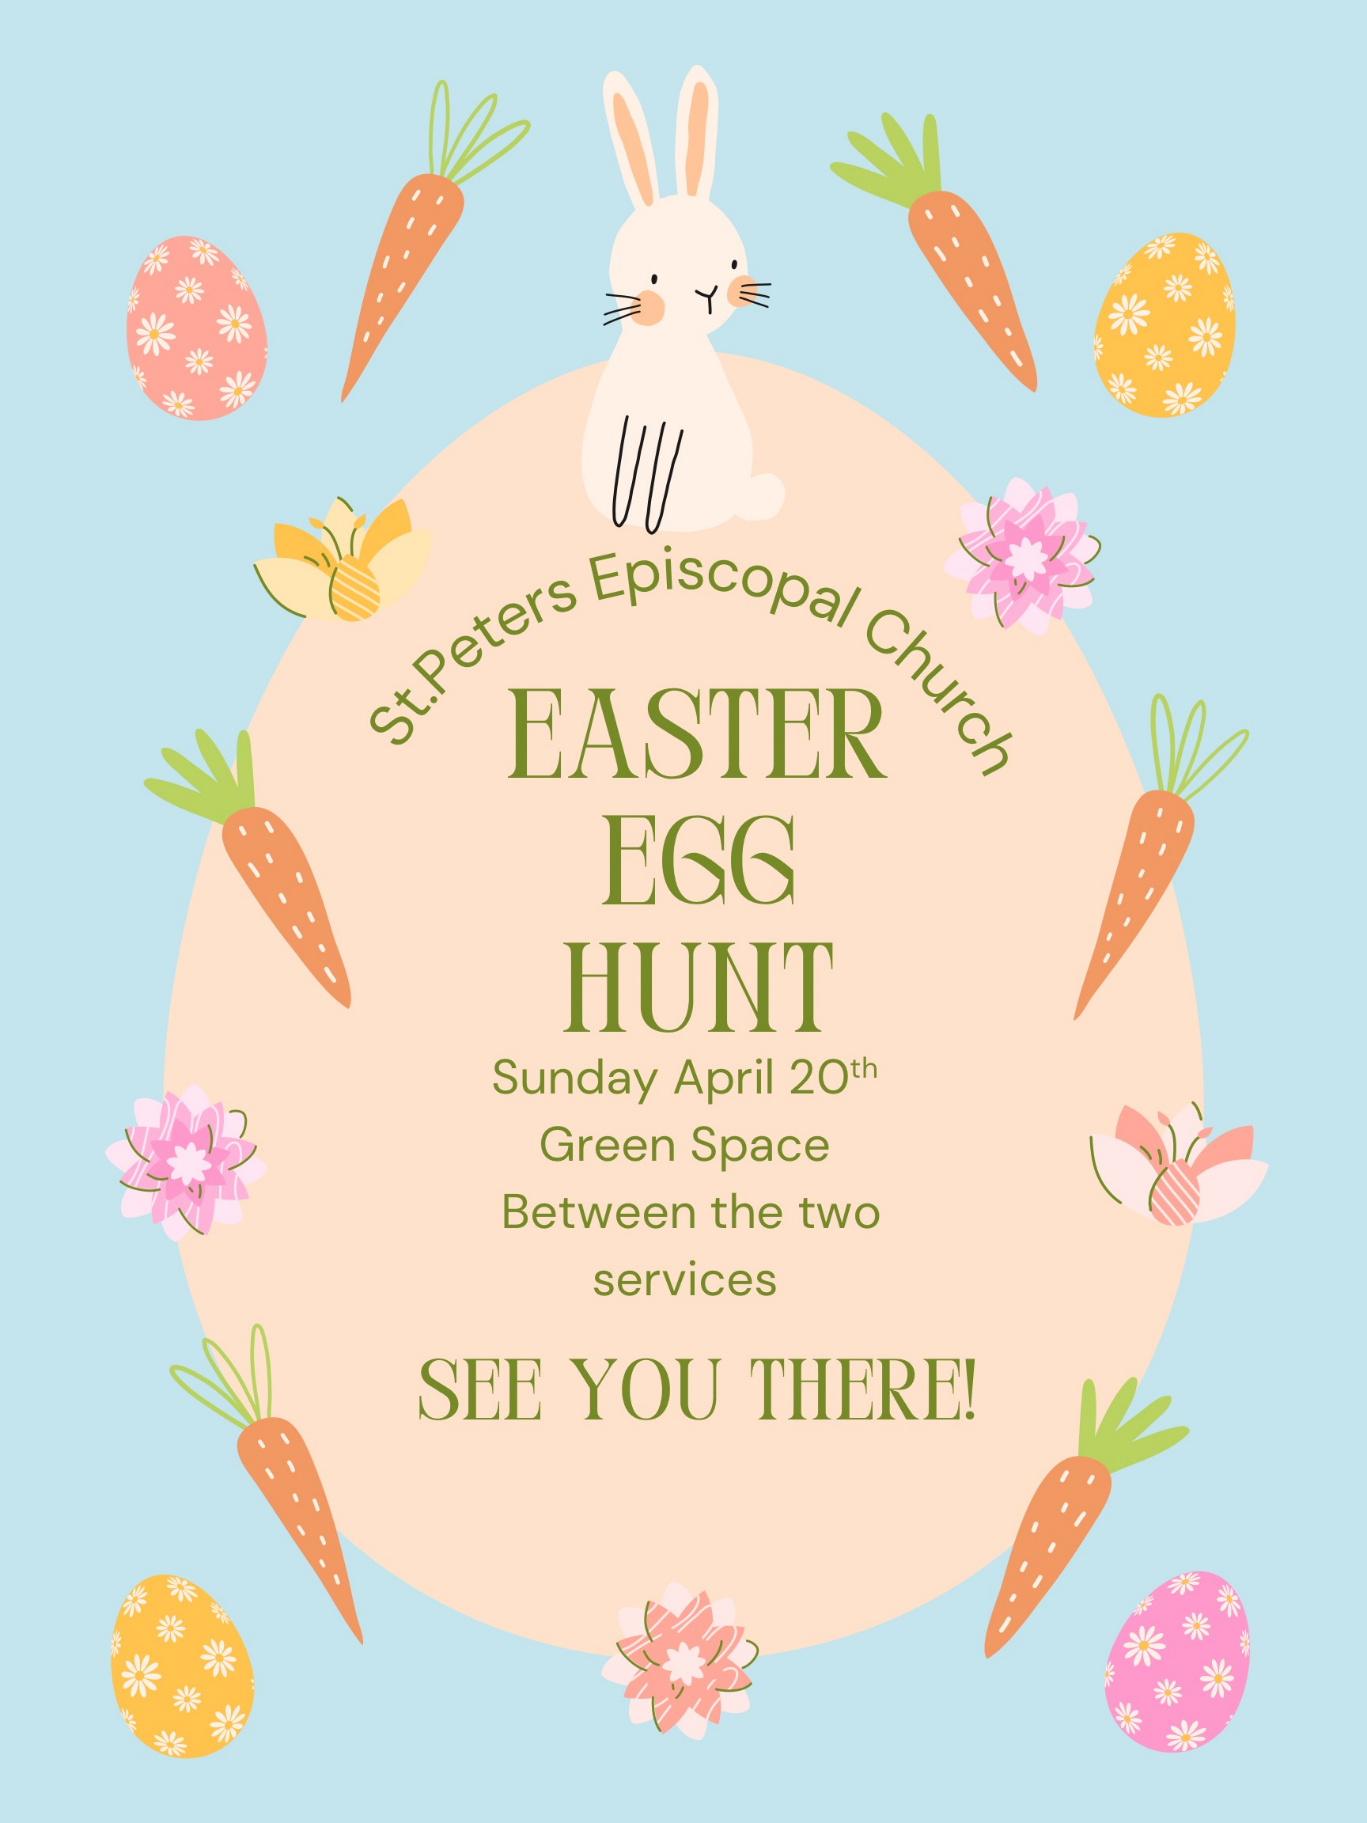 St.Peters Episcopal Church
EASTER
EGG
HUNT
Sunday April 20th
Green Space
Between the two
services
SEE YOU THERE!